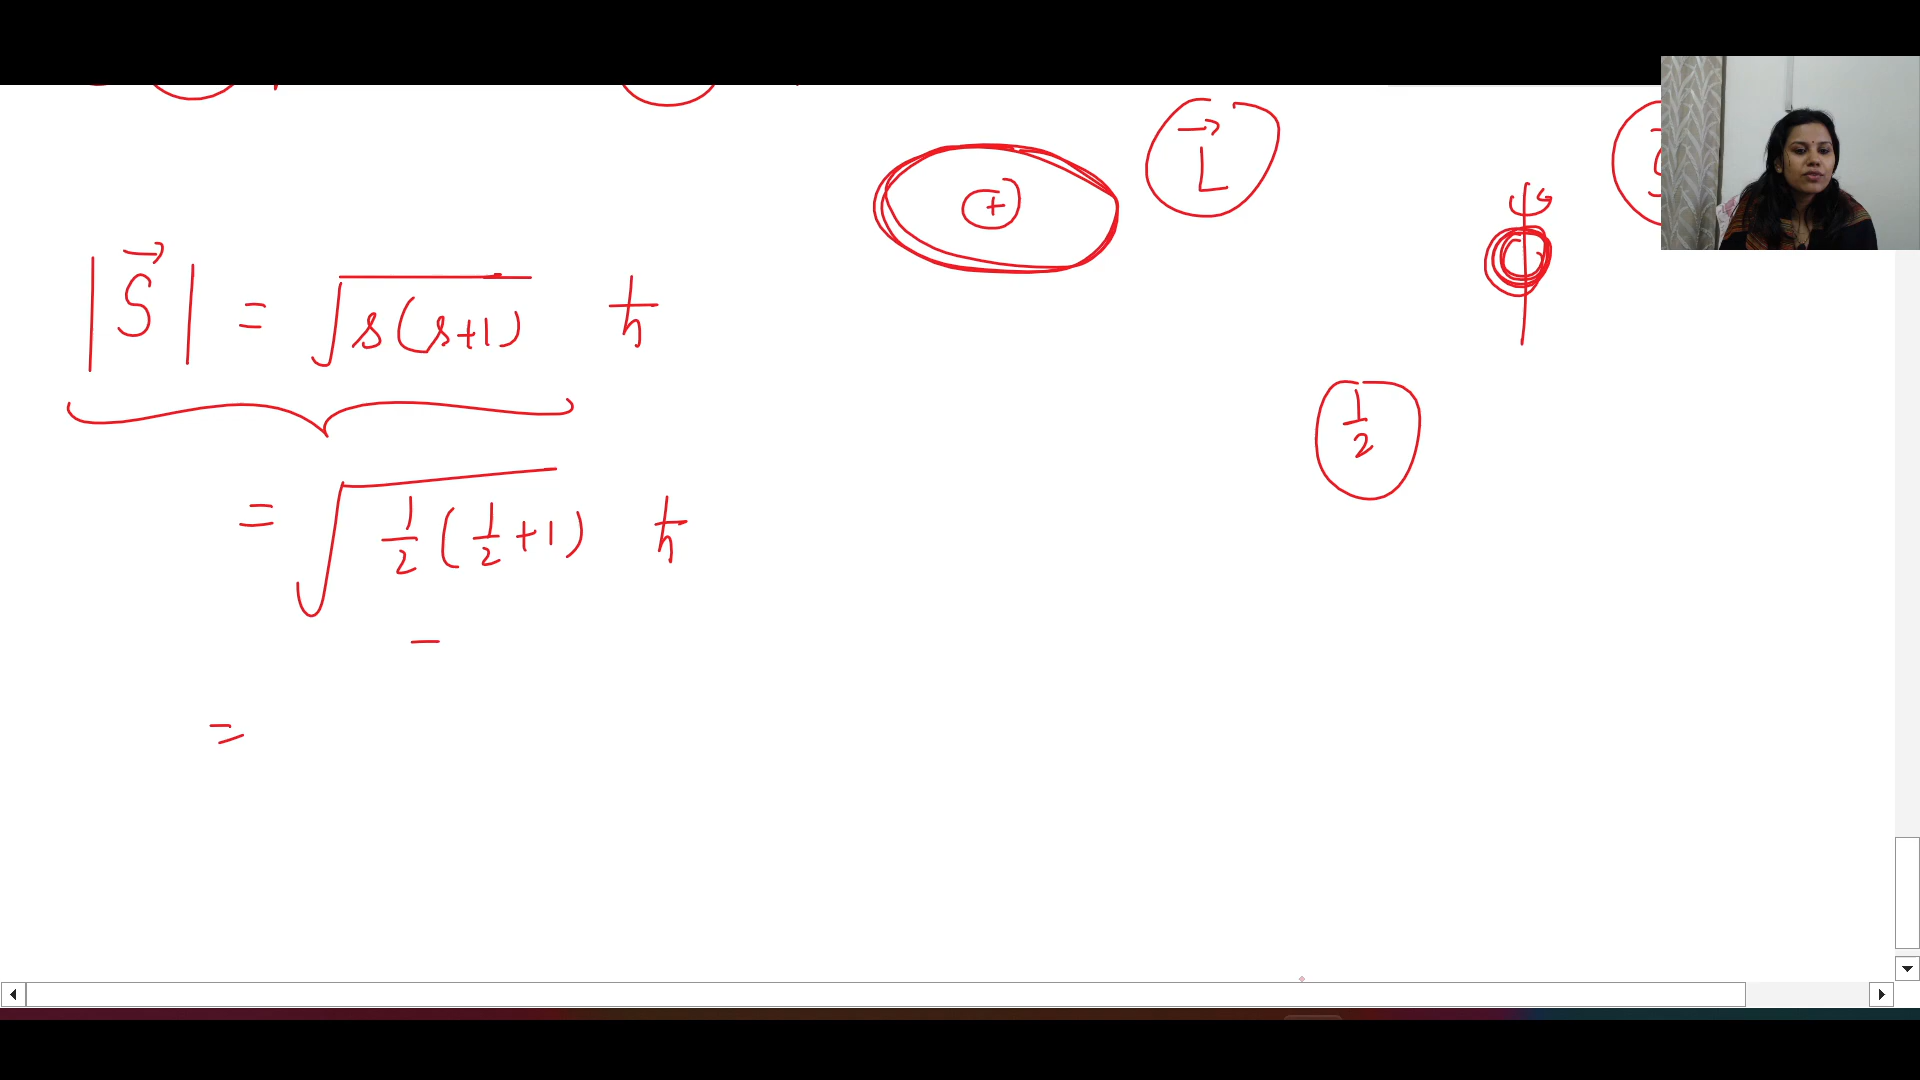 +
L⃗
|S⃗| = √s(s+1) ħ
1/2
= √1/2(1/2+1) ħ
=